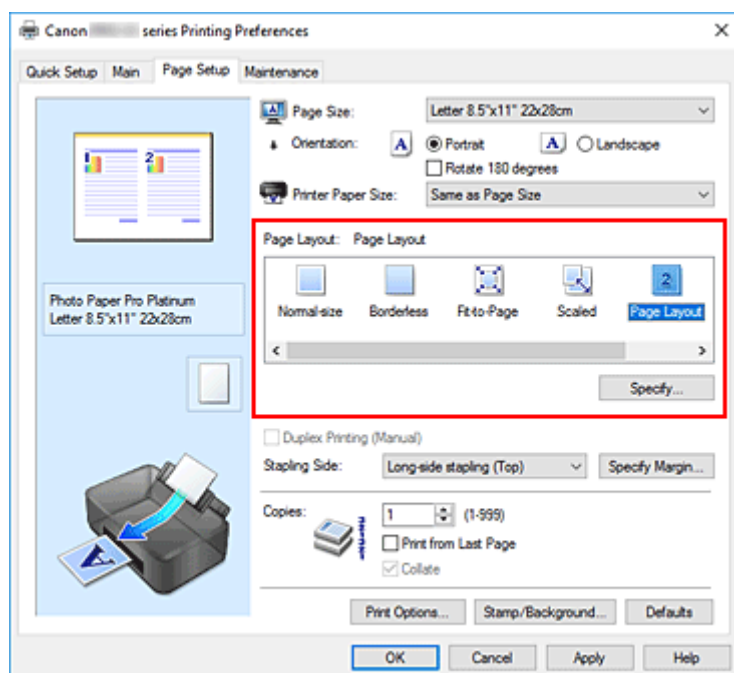 Canon series Printing Preferences
Quick Setup Main Page Setup Maintenance
1 2
Photo Paper Pro Platinum
Letter 8.5"x11" 22x28cm
Page Size: Letter 8.5"x11" 22x28cm
Orientation: A Portrait A Landscape
Rotate 180 degrees
Printer Paper Size: Same as Page Size
Page Layout: Page Layout
2
Normal-size Borderless Fit-to-Page Scaled Page Layout
Specify...
Duplex Printing (Manual)
Stapling Side: Long-side stapling (Top) Specify Margin...
Copies: 1 (1-999)
Print from Last Page
Collate
A
Print Options... Stamp/Background... Defaults
OK Cancel Apply Help